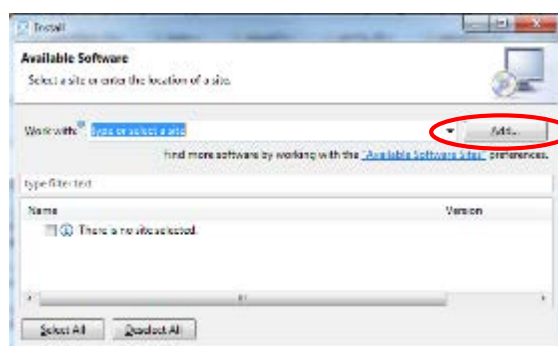 Install
Available Software
Select a site or enter the location of a site.
Work with: type or select a site
Add...
Find more software by working with the "Available Software Sites" preferences.
type filter text
Name Version
There is no site selected.
Select All Deselect All